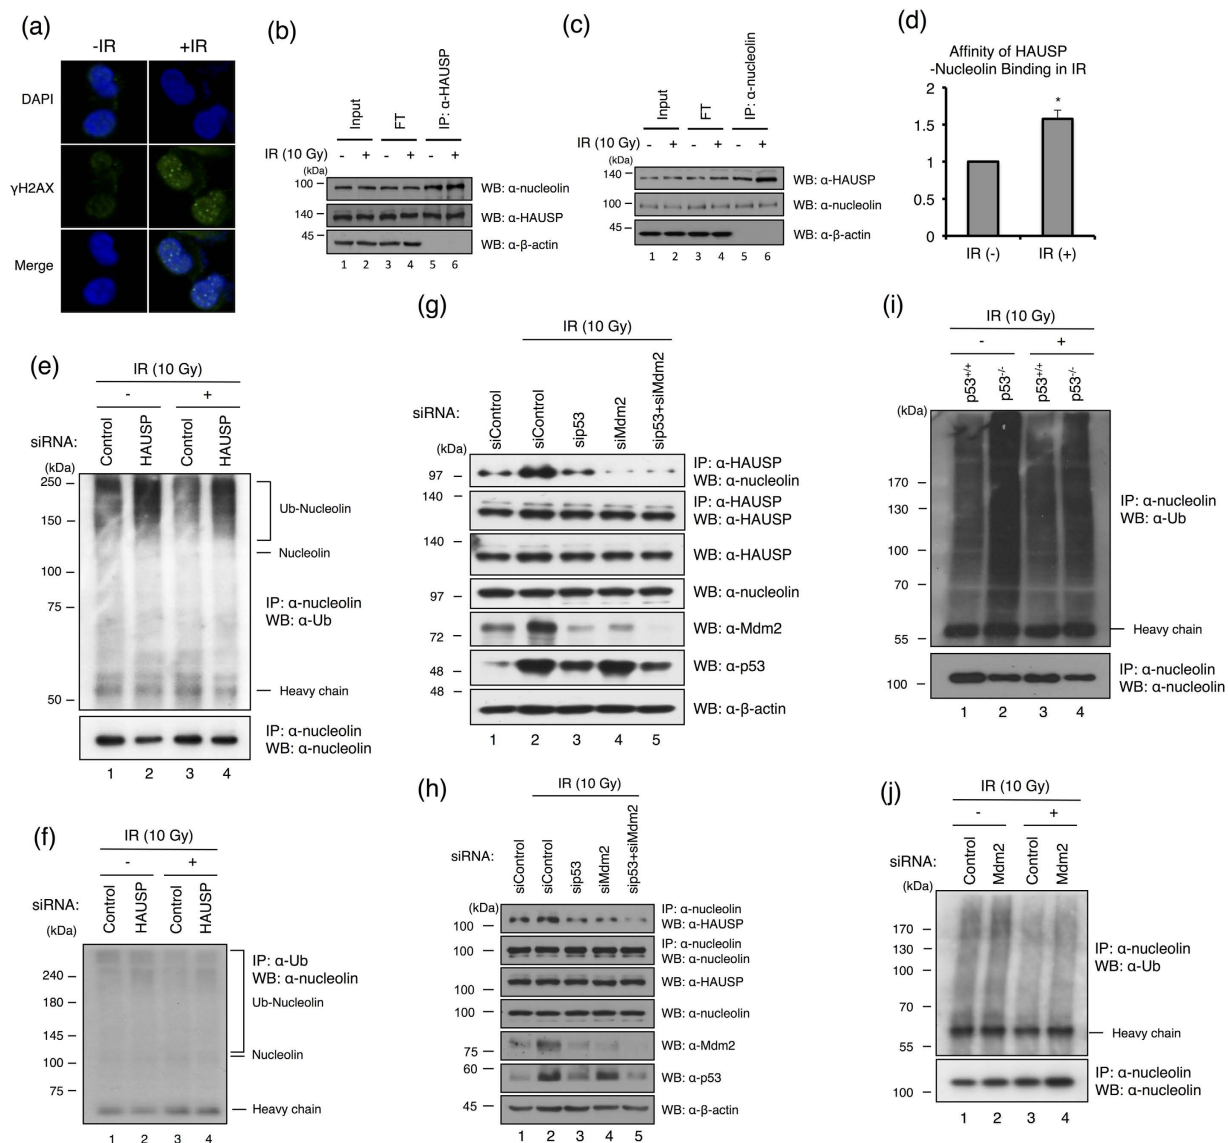 (a)
-IR
+IR
DAPI
γH2AX
Merge
(b)
Input
FT
IP: α-HAUSP
IR (10 Gy)
- + - + - +
(kDa)
100
WB: α-nucleolin
140
WB: α-HAUSP
45
WB: α-β-actin
1 2 3 4 5 6
(c)
Input
FT
IP: α-nucleolin
IR (10 Gy)
- + - + - +
(kDa)
140
WB: α-HAUSP
100
WB: α-nucleolin
45
WB: α-β-actin
1 2 3 4 5 6
(d)
Affinity of HAUSP
-Nucleolin Binding in IR
2
1.5
1
0.5
0
*
IR (-)
IR (+)
(e)
IR (10 Gy)
- +
siRNA:
Control
HAUSP
Control
HAUSP
(kDa)
250
150
100
75
50
Ub-Nucleolin
Nucleolin
IP: α-nucleolin
WB: α-Ub
Heavy chain
IP: α-nucleolin
WB: α-nucleolin
1 2 3 4
(f)
IR (10 Gy)
- +
siRNA:
Control
HAUSP
Control
HAUSP
(kDa)
240
180
145
100
75
IP: α-Ub
WB: α-nucleolin
Ub-Nucleolin
Nucleolin
Heavy chain
1 2 3 4
(g)
IR (10 Gy)
siRNA:
siControl
siControl
sip53
siMdm2
sip53+siMdm2
(kDa)
97
IP: α-HAUSP
WB: α-nucleolin
140
IP: α-HAUSP
WB: α-HAUSP
140
WB: α-HAUSP
97
WB: α-nucleolin
72
WB: α-Mdm2
48
WB: α-p53
48
WB: α-β-actin
1 2 3 4 5
(h)
IR (10 Gy)
siRNA:
siControl
siControl
sip53
siMdm2
sip53+siMdm2
(kDa)
100
IP: α-nucleolin
WB: α-HAUSP
100
IP: α-nucleolin
WB: α-nucleolin
100
WB: α-HAUSP
100
WB: α-nucleolin
75
WB: α-Mdm2
60
WB: α-p53
45
WB: α-β-actin
1 2 3 4 5
(i)
IR (10 Gy)
- +
p53+/+
p53-/-
p53+/+
p53-/-
(kDa)
170
130
100
70
55
IP: α-nucleolin
WB: α-Ub
Heavy chain
100
IP: α-nucleolin
WB: α-nucleolin
1 2 3 4
(j)
IR (10 Gy)
- +
siRNA:
Control
Mdm2
Control
Mdm2
(kDa)
170
130
100
70
55
IP: α-nucleolin
WB: α-Ub
Heavy chain
100
IP: α-nucleolin
WB: α-nucleolin
1 2 3 4